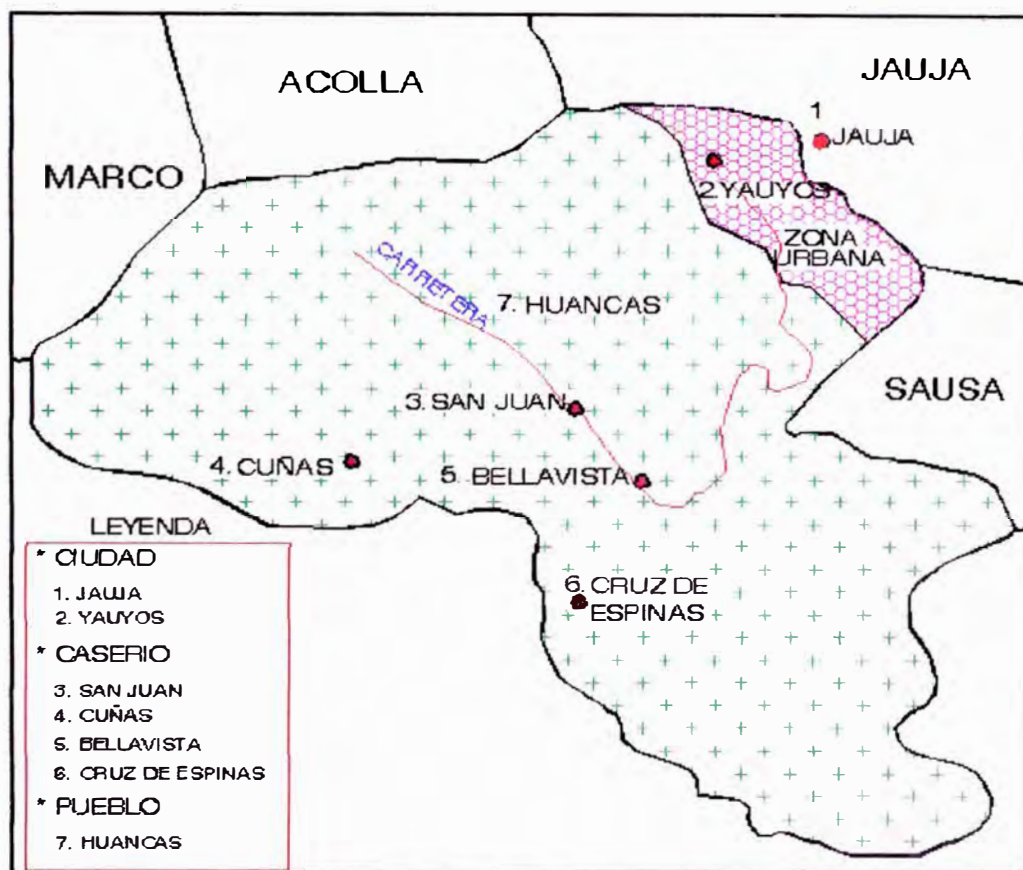 ACOLLA
JAUJA
MARCO
1
JAUJA
2 YAUYOS
ZONA
URBANA
CARRETERA
7. HUANCAS
SAUSA
3. SAN JUAN
4. CUÑAS
5. BELLAVISTA
6. CRUZ DE
ESPINAS
LEYENDA
* CIUDAD
1. JAUJA
2. YAUYOS
* CASERIO
3. SAN JUAN
4. CUÑAS
5. BELLAVISTA
6. CRUZ DE ESPINAS
* PUEBLO
7. HUANCAS